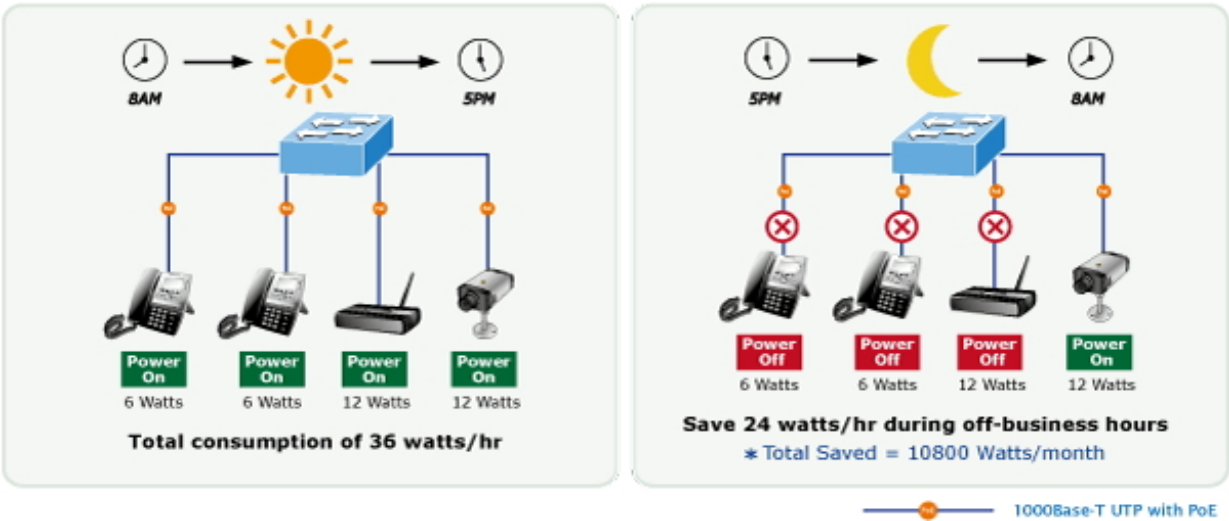 8AM
5PM
Power
On
6 Watts
Power
On
6 Watts
Power
On
12 Watts
Power
On
12 Watts
Total consumption of 36 watts/hr
5PM
8AM
Power
Off
6 Watts
Power
Off
6 Watts
Power
Off
12 Watts
Power
On
12 Watts
Save 24 watts/hr during off-business hours
* Total Saved = 10800 Watts/month
PoE
1000Base-T UTP with PoE